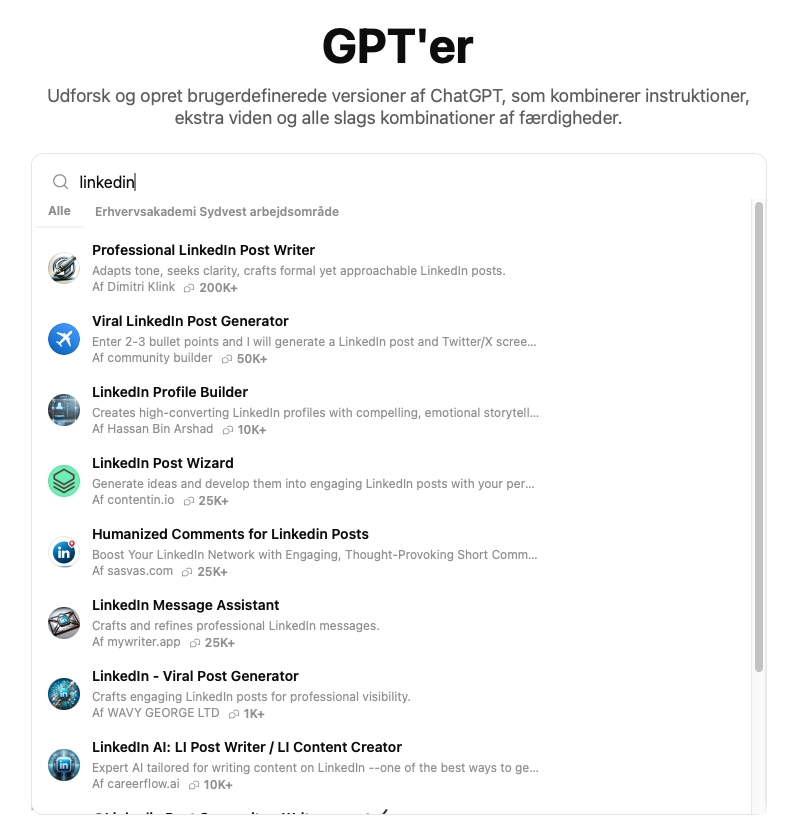 GPT'er
Udforsk og opret brugerdefinerede versioner af ChatGPT, som kombinerer instruktioner,
ekstra viden og alle slags kombinationer af færdigheder.
linkedin
Alle Erhvervsakademi Sydvest arbejdsområde
Professional LinkedIn Post Writer
Adapts tone, seeks clarity, crafts formal yet approachable LinkedIn posts.
Af Dimitri Klink 200K+
Viral LinkedIn Post Generator
Enter 2-3 bullet points and I will generate a LinkedIn post and Twitter/X scree...
Af community builder 50K+
LinkedIn Profile Builder
Creates high-converting LinkedIn profiles with compelling, emotional storytell...
Af Hassan Bin Arshad 10K+
LinkedIn Post Wizard
Generate ideas and develop them into engaging LinkedIn posts with your per...
Af contentin.io 25K+
Humanized Comments for Linkedin Posts
Boost Your LinkedIn Network with Engaging, Thought-Provoking Short Comm...
Af sasvas.com 25K+
LinkedIn Message Assistant
Crafts and refines professional LinkedIn messages.
Af mywriter.app 25K+
LinkedIn - Viral Post Generator
Crafts engaging LinkedIn posts for professional visibility.
Af WAVY GEORGE LTD 1K+
LinkedIn AI: LI Post Writer / LI Content Creator
Expert AI tailored for writing content on LinkedIn --one of the best ways to ge...
Af careerflow.ai 10K+